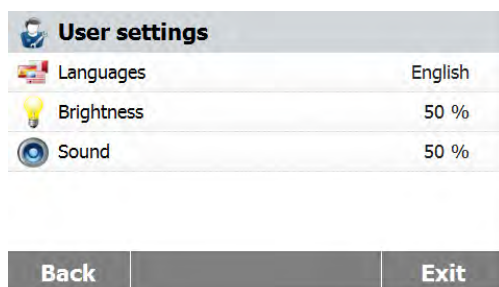 User settings
Languages English
Brightness 50 %
Sound 50 %
Back Exit